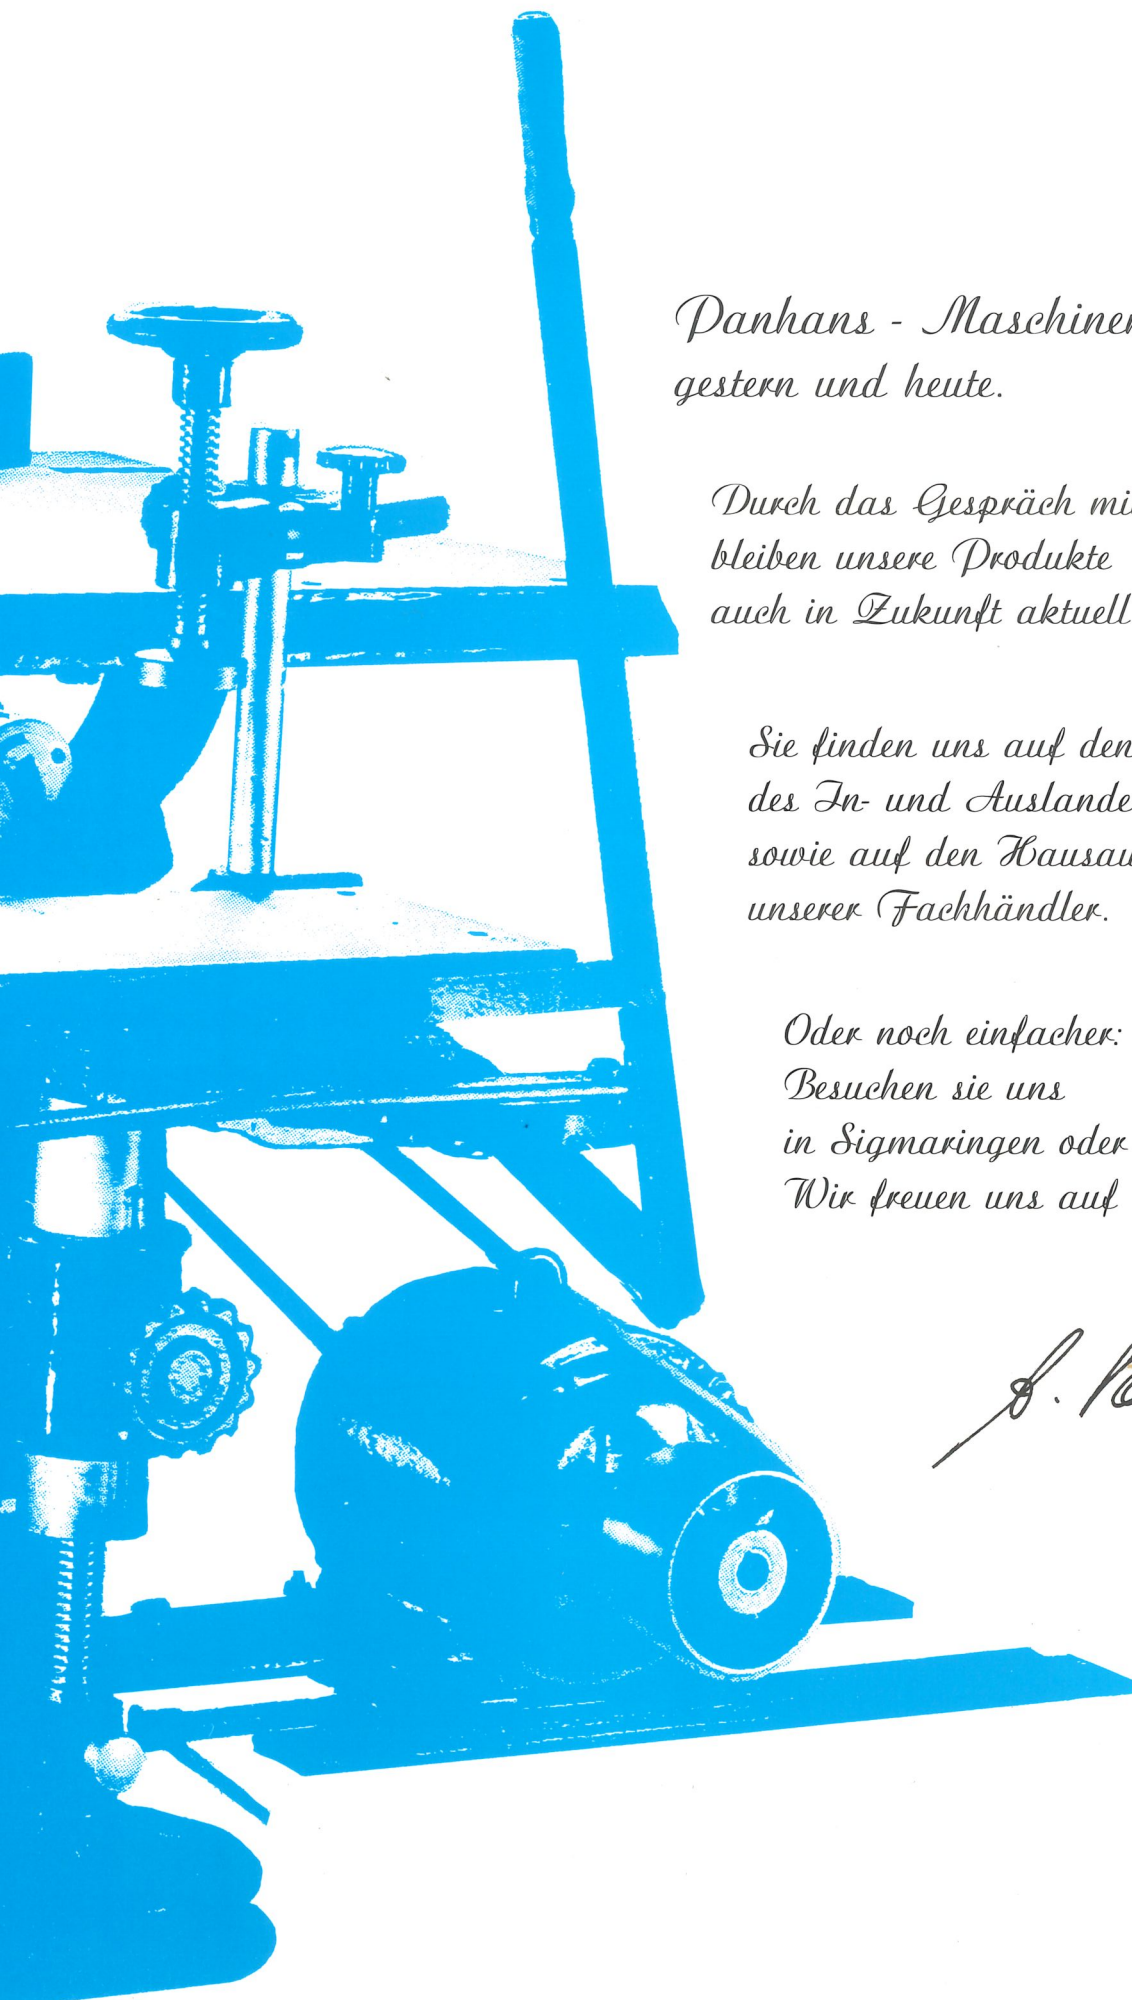 Panhans - Maschinen
gestern und heute.
Durch das Gespräch mi
bleiben unsere Produkte
auch in Zukunft aktuell
Sie finden uns auf den
des In- und Auslande
sowie auf den Hausau
unserer Fachhändler.
Oder noch einfacher:
Besuchen sie uns
in Sigmaringen oder
Wir freuen uns auf